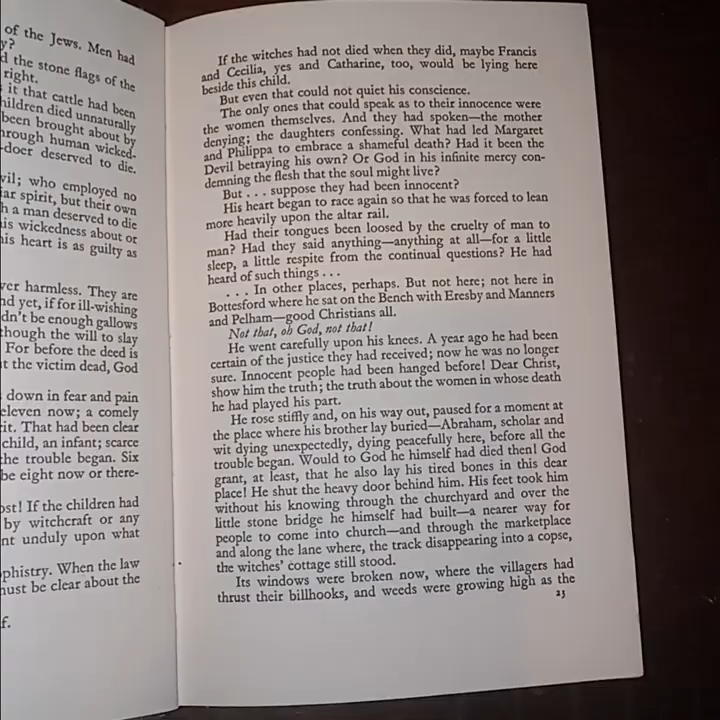 of the Jews. Men had
y?
d the stone flags of the
right.
it that cattle had been
hildren died unnaturally
been brought about by
hrough human wicked-
-doer deserved to die.
vil; who employed no
iar spirit, but their own
h a man deserved to die
is wickedness about or
his heart is as guilty as
ver harmless. They are
nd yet, if for ill-wishing
dn't be enough gallows
though the will to slay
For before the deed is
t the victim dead, God
down in fear and pain
eleven now; a comely
it. That had been clear
child, an infant; scarce
the trouble began. Six
be eight now or there-
ost! If the children had
by witchcraft or any
nt unduly upon what
phistry. When the law
must be clear about the
f.
If the witches had not died when they did, maybe Francis
and Cecilia, yes and Catharine, too, would be lying here
beside this child.
But even that could not quiet his conscience.
The only ones that could speak as to their innocence were
the women themselves. And they had spoken—the mother
denying; the daughters confessing. What had led Margaret
and Philippa to embrace a shameful death? Had it been the
Devil betraying his own? Or God in his infinite mercy con-
demning the flesh that the soul might live?
But . . . suppose they had been innocent?
His heart began to race again so that he was forced to lean
more heavily upon the altar rail.
Had their tongues been loosed by the cruelty of man to
man? Had they said anything—anything at all—for a little
sleep, a little respite from the continual questions? He had
heard of such things . . .
. . . In other places, perhaps. But not here; not here in
Bottesford where he sat on the Bench with Eresby and Manners
and Pelham—good Christians all.
Not that, oh God, not that!
He went carefully upon his knees. A year ago he had been
certain of the justice they had received; now he was no longer
sure. Innocent people had been hanged before! Dear Christ,
show him the truth; the truth about the women in whose death
he had played his part.
He rose stiffly and, on his way out, paused for a moment at
the place where his brother lay buried—Abraham, scholar and
wit dying unexpectedly, dying peacefully here, before all the
trouble began. Would to God he himself had died then! God
grant, at least, that he also lay his tired bones in this dear
place! He shut the heavy door behind him. His feet took him
without his knowing through the churchyard and over the
little stone bridge he himself had built—a nearer way for
people to come into church—and through the marketplace
and along the lane where, the track disappearing into a copse,
the witches' cottage still stood.
Its windows were broken now, where the villagers had
thrust their billhooks, and weeds were growing high as the
23